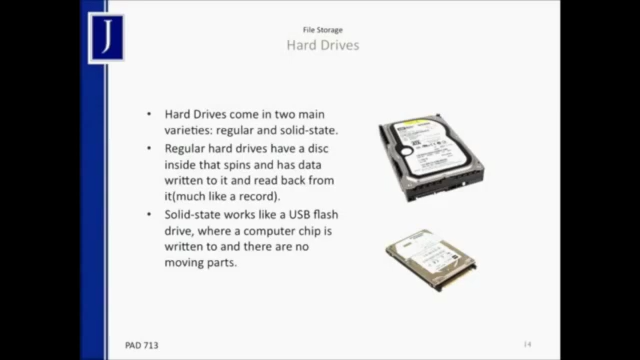 J
File Storage
Hard Drives
• Hard Drives come in two main
varieties: regular and solid-state.
• Regular hard drives have a disc
inside that spins and has data
written to it and read back from
it(much like a record).
• Solid-state works like a USB flash
drive, where a computer chip is
written to and there are no
moving parts.
PAD 713
14